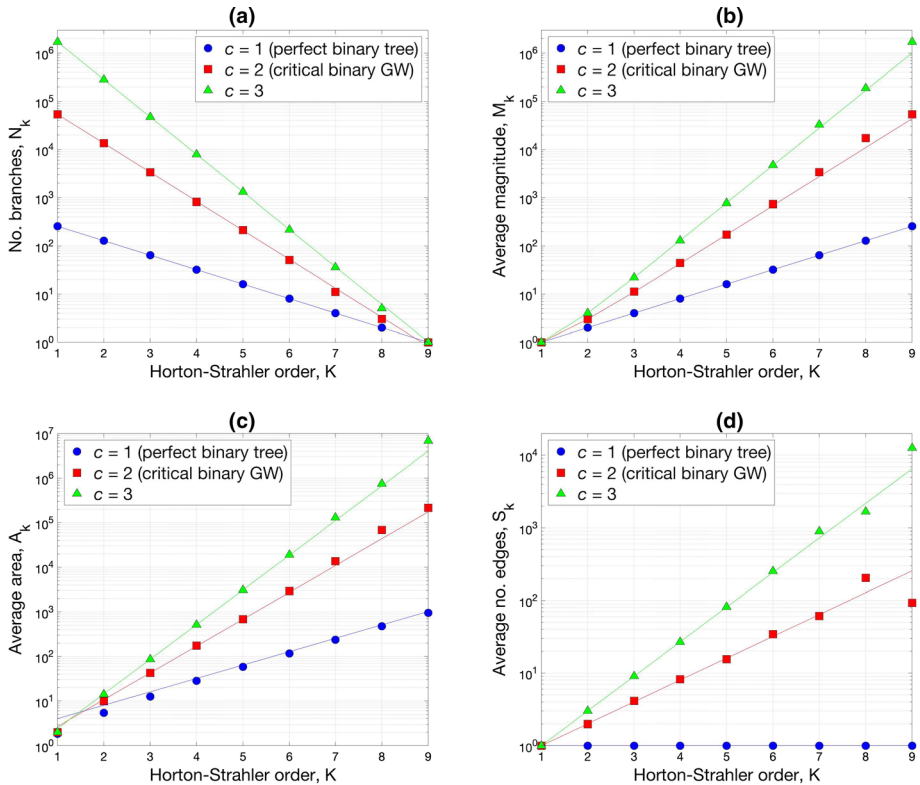 (a)
No. branches, N_k
10^6
10^5
10^4
10^3
10^2
10^1
10^0
c = 1 (perfect binary tree)
c = 2 (critical binary GW)
c = 3
1 2 3 4 5 6 7 8 9
Horton-Strahler order, K
(b)
Average magnitude, M_k
10^6
10^5
10^4
10^3
10^2
10^1
10^0
c = 1 (perfect binary tree)
c = 2 (critical binary GW)
c = 3
1 2 3 4 5 6 7 8 9
Horton-Strahler order, K
(c)
Average area, A_k
10^7
10^6
10^5
10^4
10^3
10^2
10^1
10^0
c = 1 (perfect binary tree)
c = 2 (critical binary GW)
c = 3
1 2 3 4 5 6 7 8 9
Horton-Strahler order, K
(d)
Average no. edges, S_k
10^4
10^3
10^2
10^1
10^0
c = 1 (perfect binary tree)
c = 2 (critical binary GW)
c = 3
1 2 3 4 5 6 7 8 9
Horton-Strahler order, K